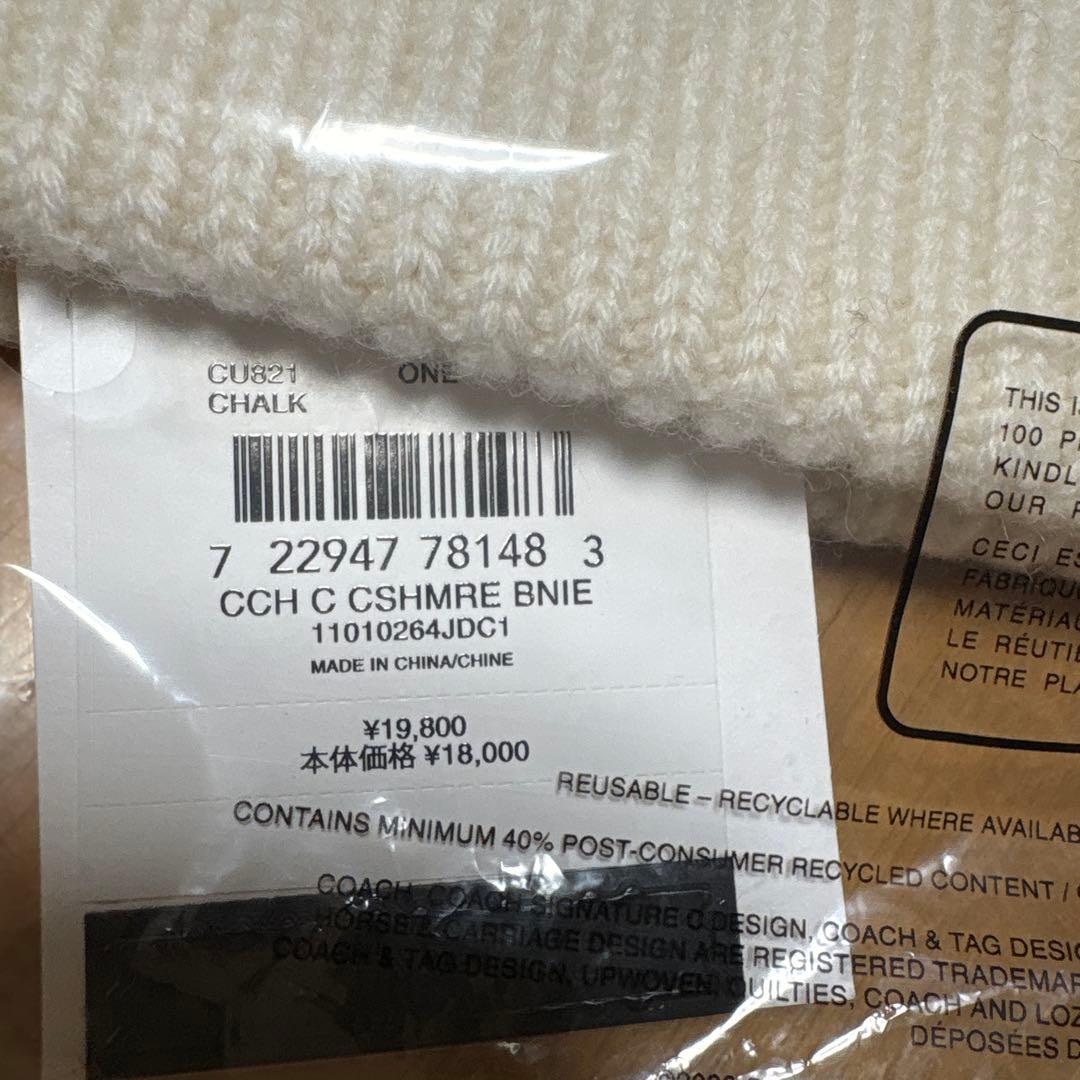 CU821 ONE
CHALK
7 22947 78148 3
CCH C CSHMRE BNIE
11010264JDC1
MADE IN CHINA/CHINE
¥19,800
本体価格 ¥18,000
THIS
100
KINDL
OUR
CECI ES
FABRIQU
MATÉRIAU
LE RÉUTI
NOTRE PLA
REUSABLE – RECYCLABLE WHERE AVAILAB
CONTAINS MINIMUM 40% POST-CONSUMER RECYCLED CONTENT /
COACH, COACH SIGNATURE C DESIGN, COACH & TAG DESIG
HORSE & CARRIAGE DESIGN ARE REGISTERED TRADEMAR
COACH & TAG DESIGN, UPWOVEN, QUILTIES, COACH AND LOZ
DÉPOSÉES D